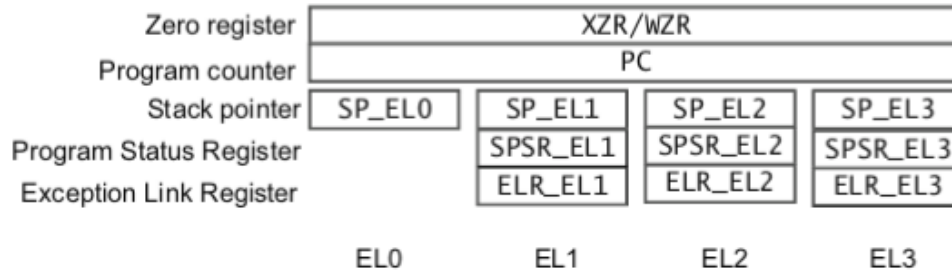 Zero register XZR/WZR
Program counter PC
Stack pointer SP_EL0 SP_EL1 SP_EL2 SP_EL3
Program Status Register SPSR_EL1 SPSR_EL2 SPSR_EL3
Exception Link Register ELR_EL1 ELR_EL2 ELR_EL3
EL0 EL1 EL2 EL3